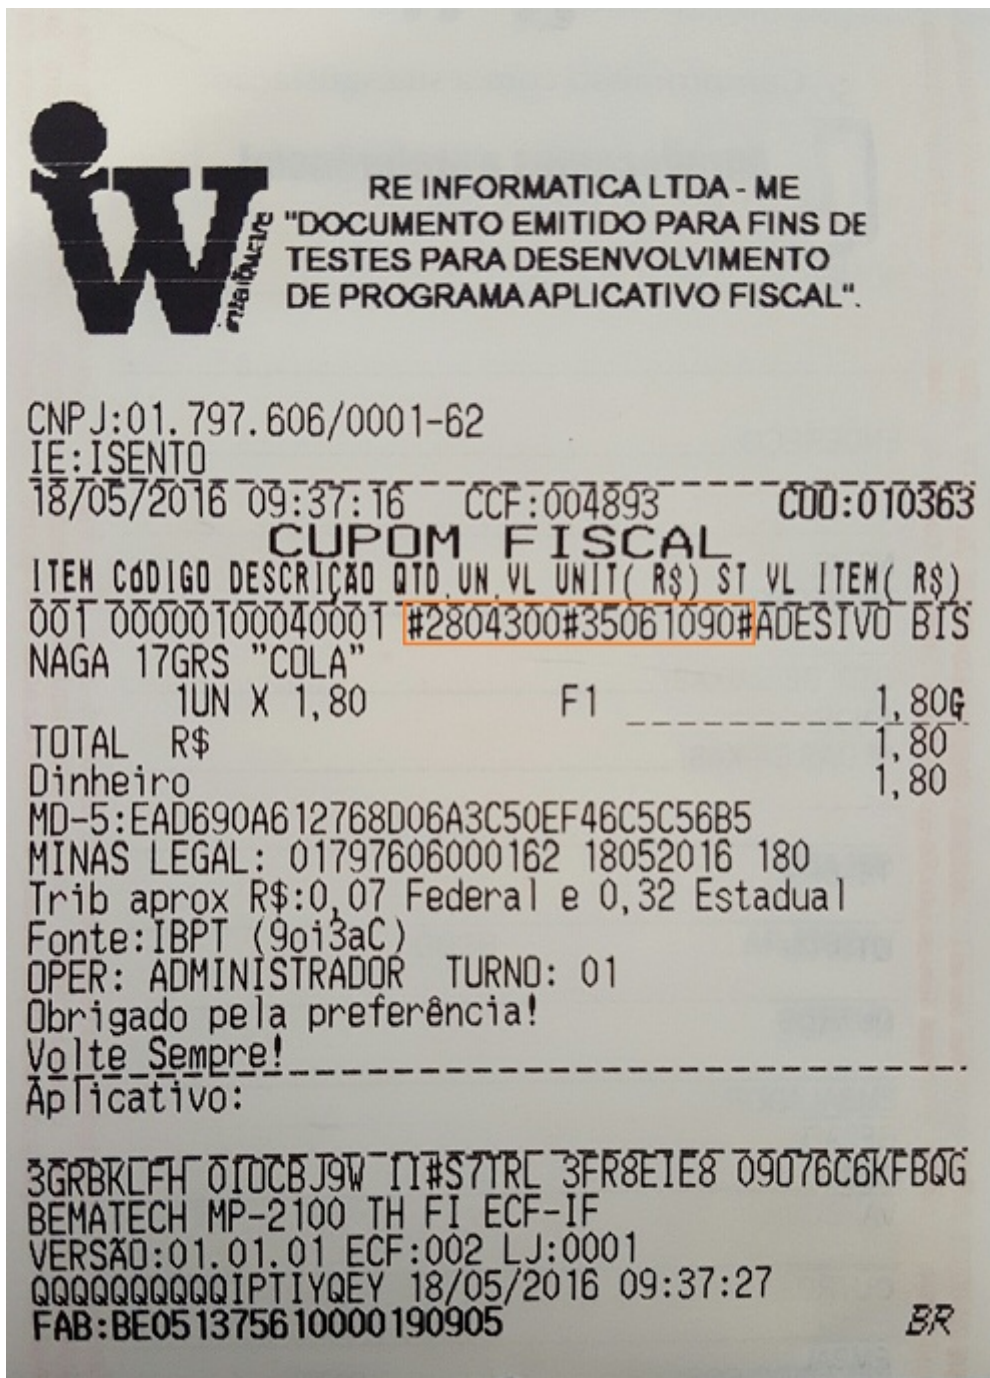 iW
intelliware
RE INFORMATICA LTDA - ME
"DOCUMENTO EMITIDO PARA FINS DE
TESTES PARA DESENVOLVIMENTO
DE PROGRAMA APLICATIVO FISCAL".
CNPJ:01.797.606/0001-62
IE:ISENTO
18/05/2016 09:37:16 CCF:004893 COO:010363
CUPOM FISCAL
ITEM CÓDIGO DESCRIÇÃO QTD.UN.VL UNIT( R$) ST VL ITEM( R$)
001 00000100040001 #2804300#35061090#ADESIVO BIS
NAGA 17GRS "COLA"
1UN X 1,80 F1 1,80G
TOTAL R$ 1,80
Dinheiro 1,80
MD-5:EAD690A612768D06A3C50EF46C5C56B5
MINAS LEGAL: 01797606000162 18052016 180
Trib aprox R$:0,07 Federal e 0,32 Estadual
Fonte:IBPT (9oi3aC)
OPER: ADMINISTRADOR TURNO: 01
Obrigado pela preferência!
Volte Sempre!
Aplicativo:
3GRBKLFH OIOCBJ9W II#S7TRL 3FR8EIE8 09076C6KFBQG
BEMATECH MP-2100 TH FI ECF-IF
VERSÃO:01.01.01 ECF:002 LJ:0001
QQQQQQQQQQIPTIYQEY 18/05/2016 09:37:27
FAB:BE051375610000190905 BR